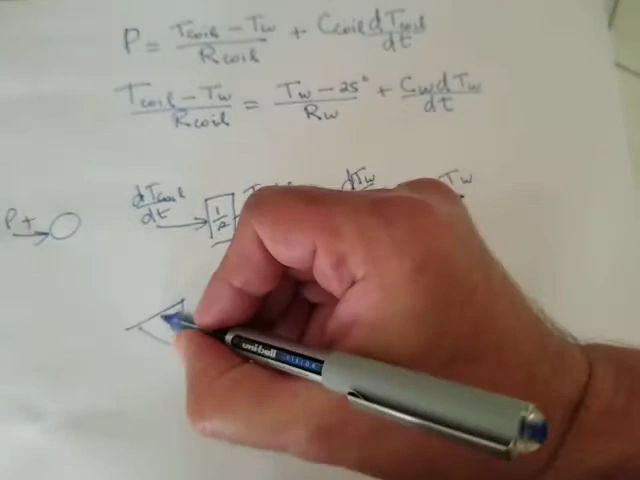 P = Tcoil - Tw / Rcoil + Ccoil dTcoil / dt
Tcoil - Tw / Rcoil = Tw - 25° / Rw + Cw dTw / dt
dTcoil / dt 1/s dTw Tw
P +
uniball